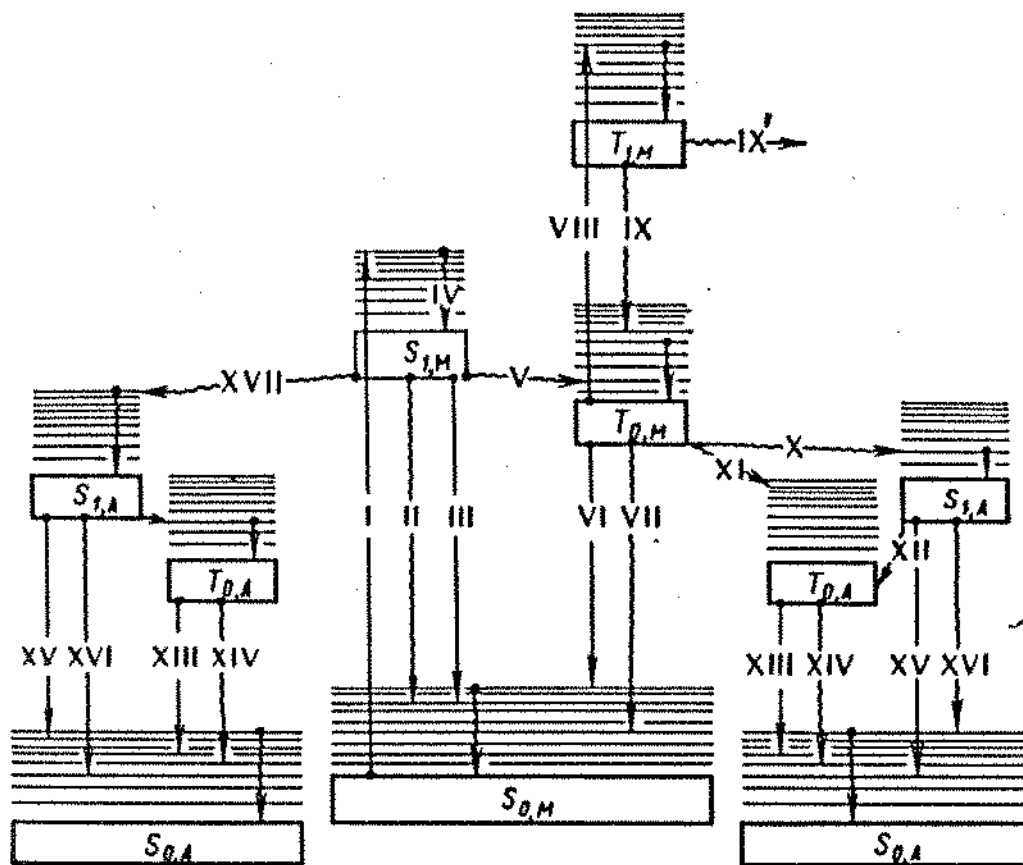 T1,M
IX'
VIII IX
IV
S1,M
XVII V
T0,M
X
XI
S1,A S1,A
I II III VI VII
XII
T0,A T0,A
XV XVI XIII XIV XIII XIV XV XVI
S0,M
S0,A S0,A